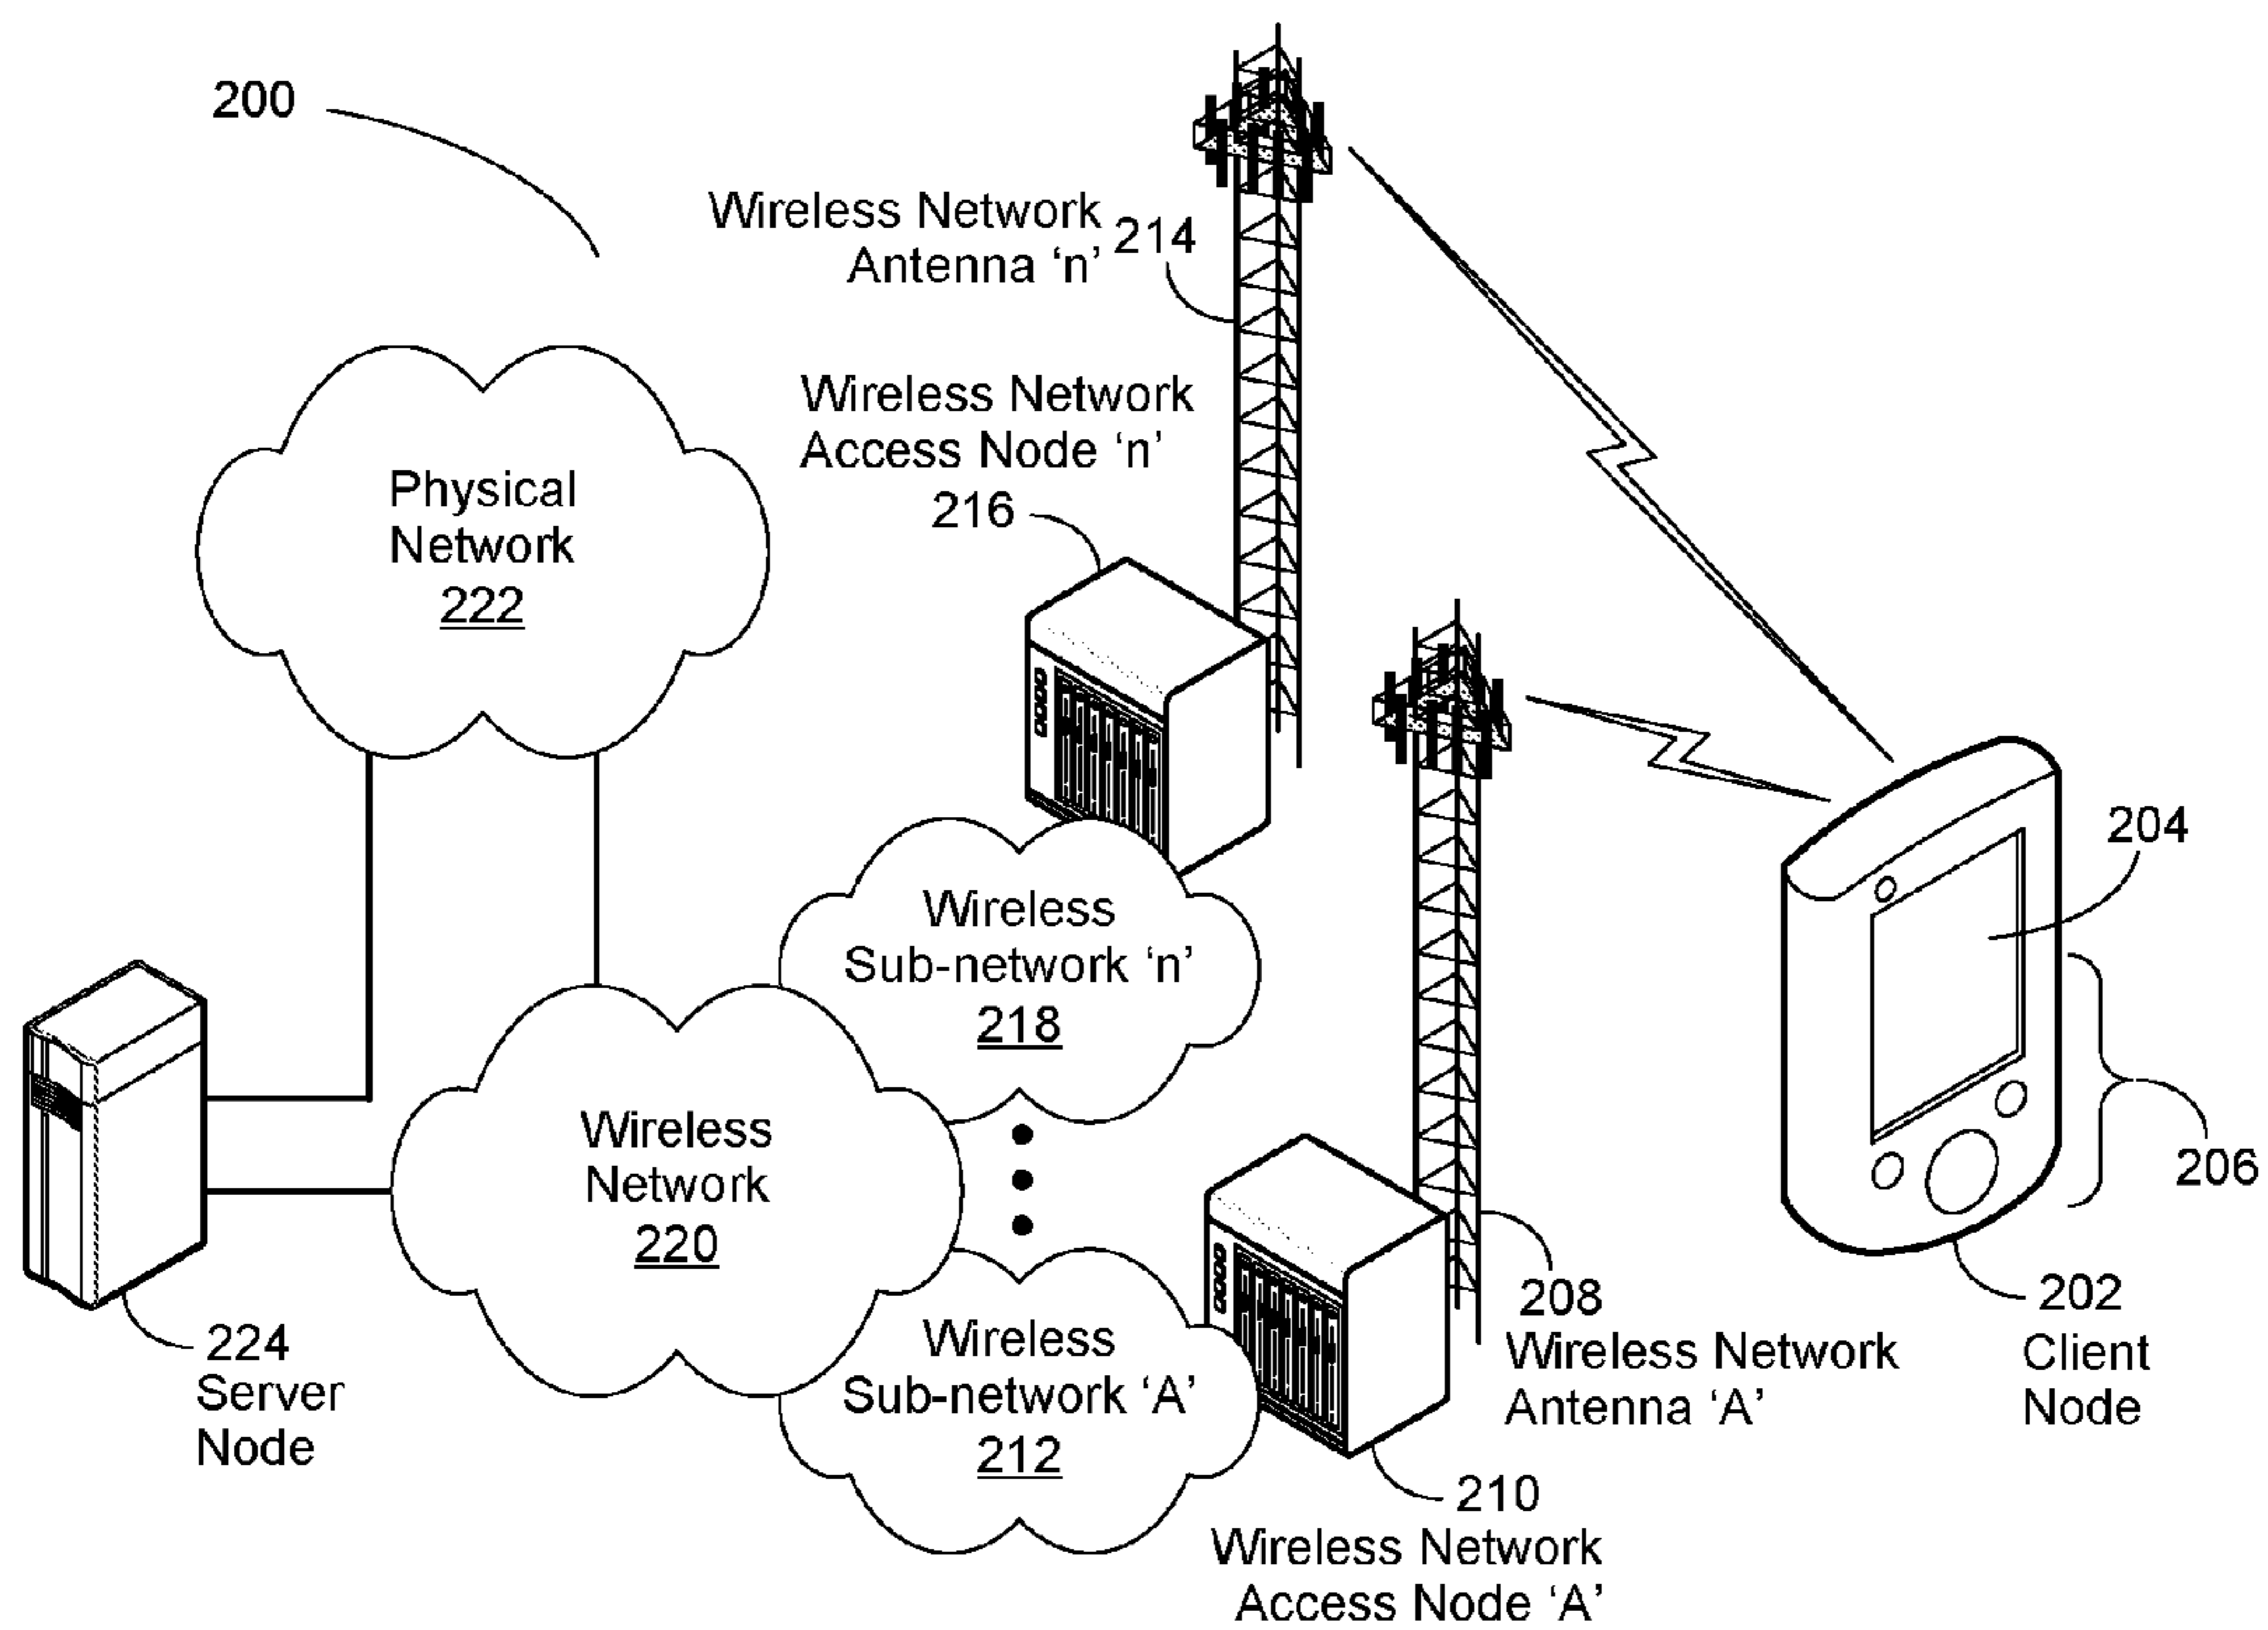 200
Wireless Network
Antenna ‘n’
214
Wireless Network
Access Node ‘n’
216
Physical
Network
222
204
Wireless
Sub-network ‘n’
218
206
Wireless
Network
220
208
Wireless Network
Antenna ‘A’
202
Client
Node
224
Server
Node
Wireless
Sub-network ‘A’
212
210
Wireless Network
Access Node ‘A’